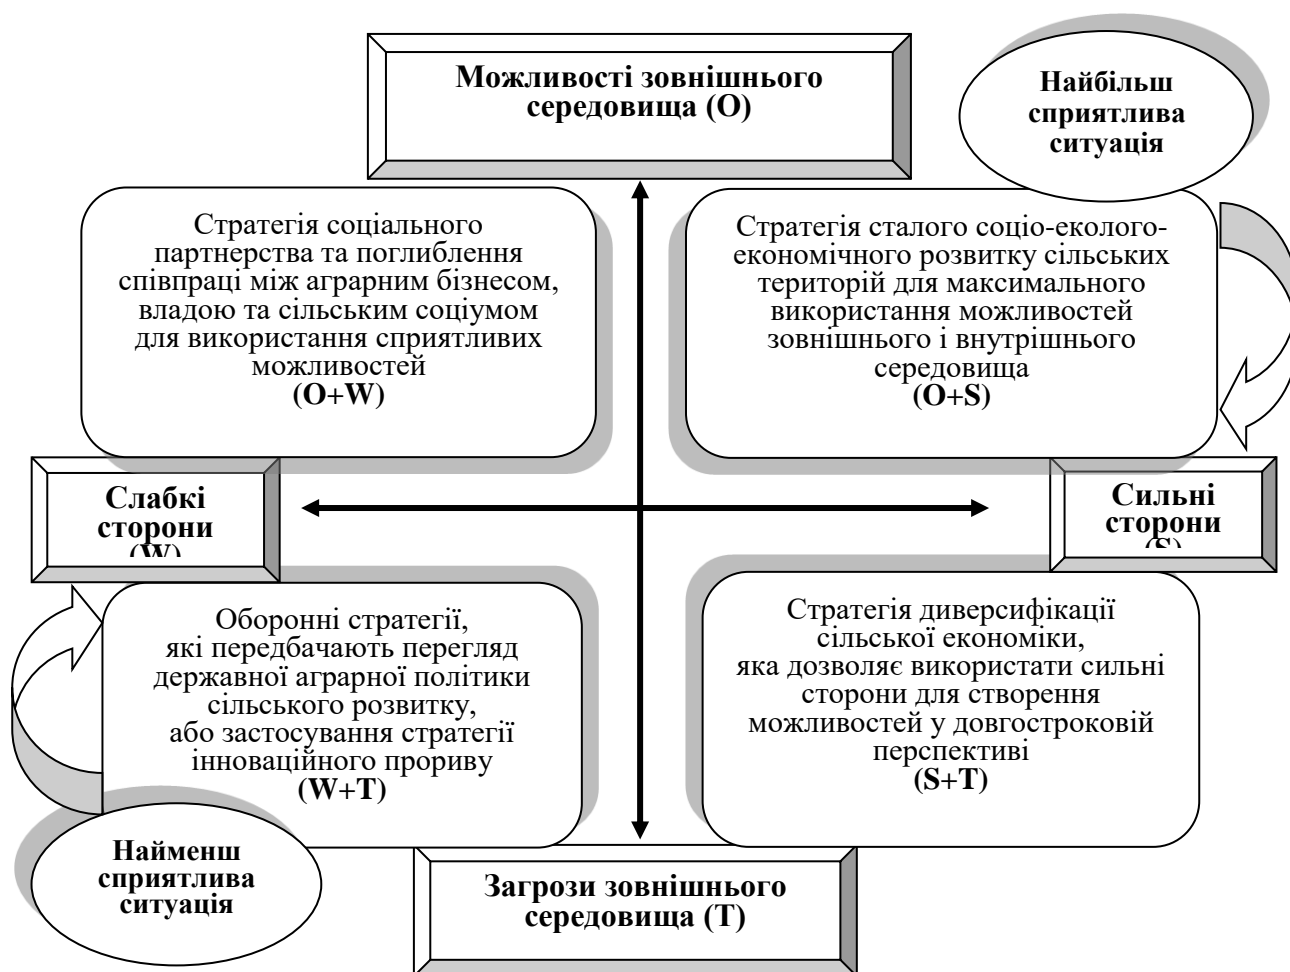 Можливості зовнішнього
середовища (О)
Найбільш
сприятлива
ситуація
Стратегія соціального
партнерства та поглиблення
співпраці між аграрним бізнесом,
владою та сільським соціумом
для використання сприятливих
можливостей
(О+W)
Стратегія сталого соціо-еколого-
економічного розвитку сільських
територій для максимального
використання можливостей
зовнішнього і внутрішнього
середовища
(О+S)
Слабкі
сторони
(W)
Сильні
сторони
(S)
Оборонні стратегії,
які передбачають перегляд
державної аграрної політики
сільського розвитку,
або застосування стратегії
інноваційного прориву
(W+T)
Стратегія диверсифікації
сільської економіки,
яка дозволяє використати сильні
сторони для створення
можливостей у довгостроковій
перспективі
(S+T)
Найменш
сприятлива
ситуація
Загрози зовнішнього
середовища (Т)